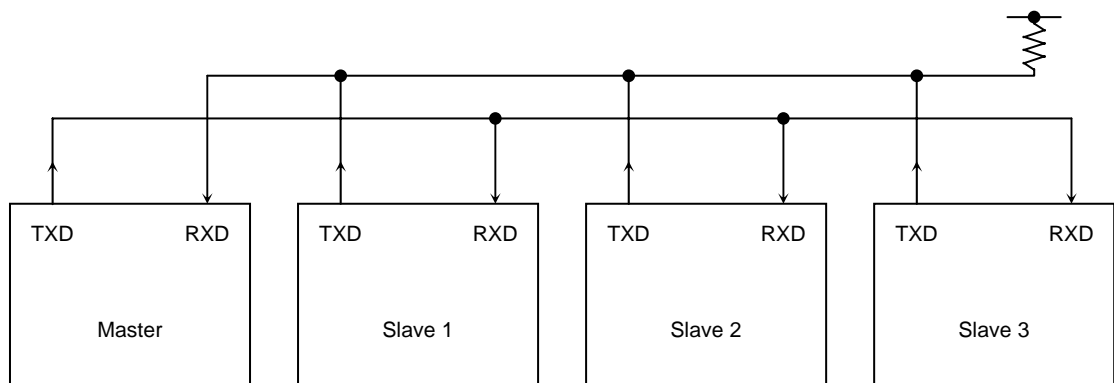 TXD RXD TXD RXD TXD RXD TXD RXD
Master Slave 1 Slave 2 Slave 3